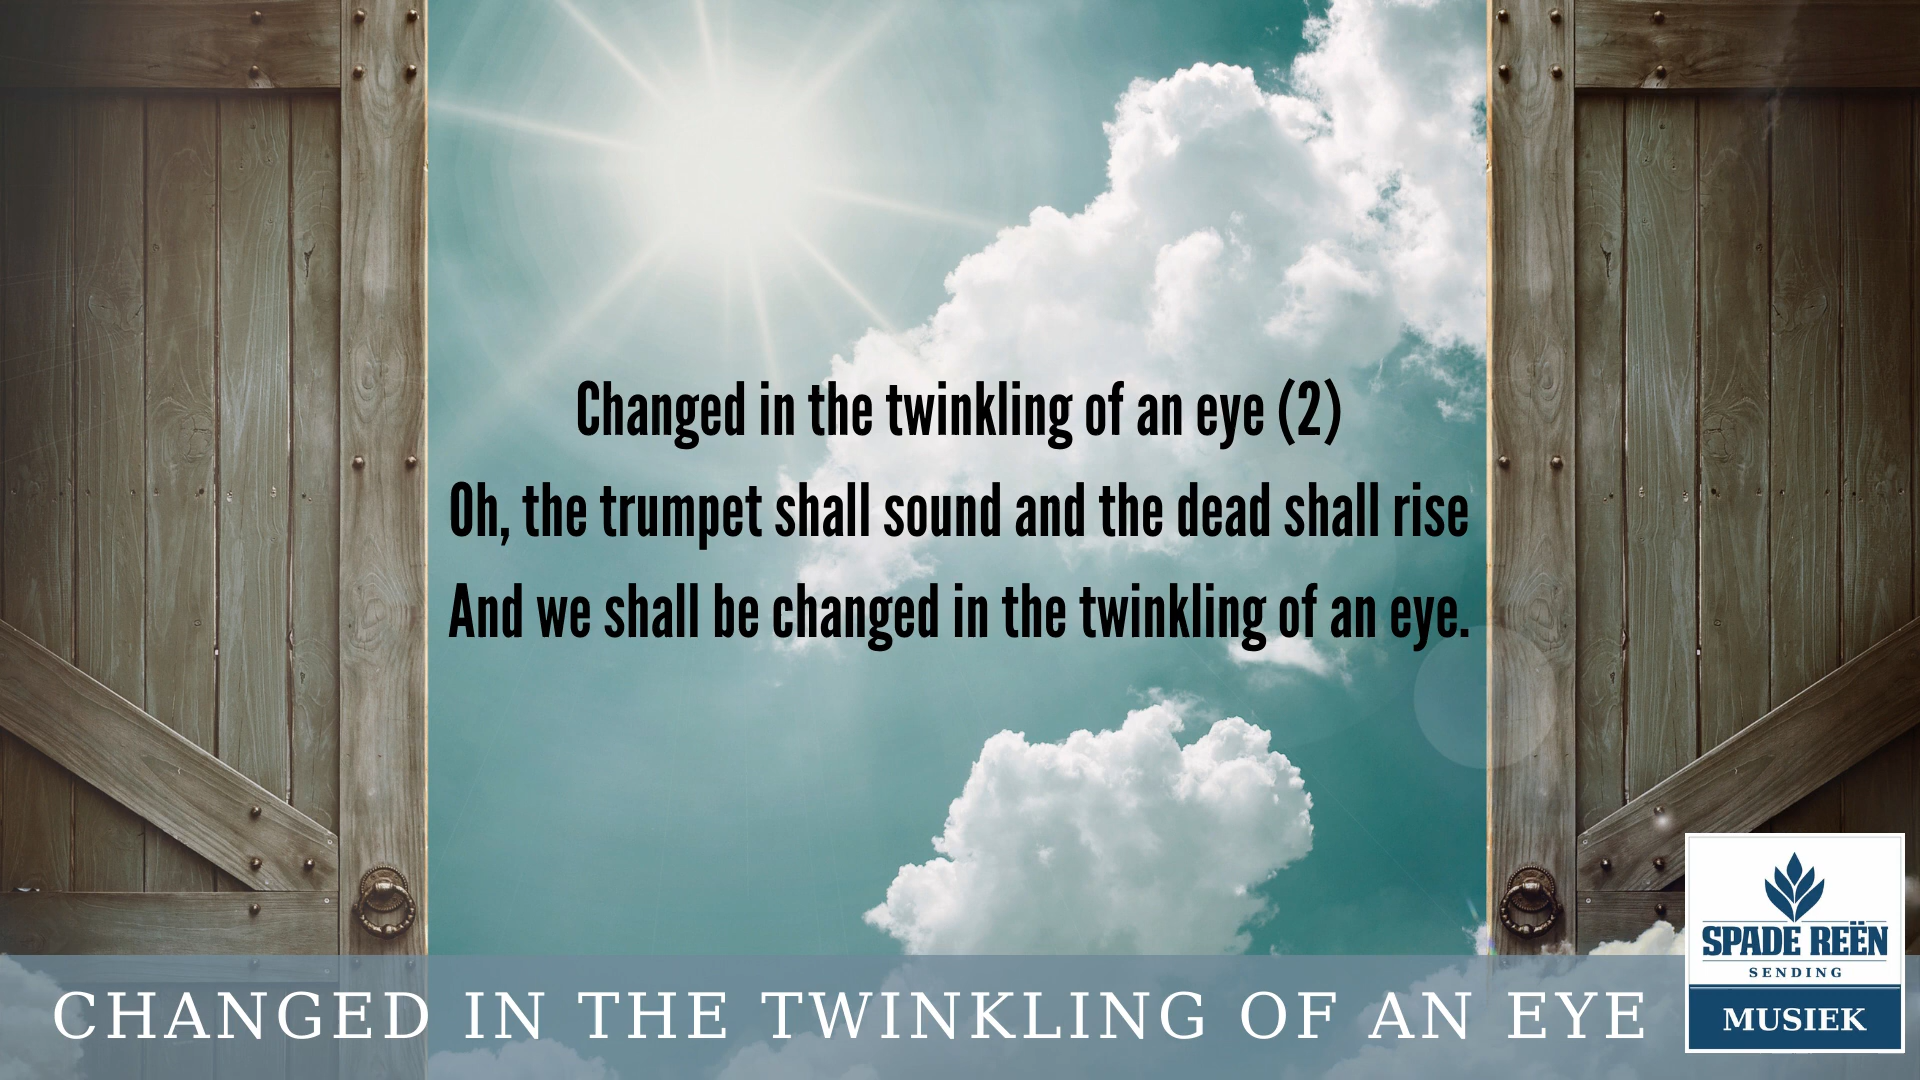 Changed in the twinkling of an eye (2)
Oh, the trumpet shall sound and the dead shall rise
And we shall be changed in the twinkling of an eye.
CHANGED IN THE TWINKLING OF AN EYE
SPADE REËN
SENDING
MUSIEK